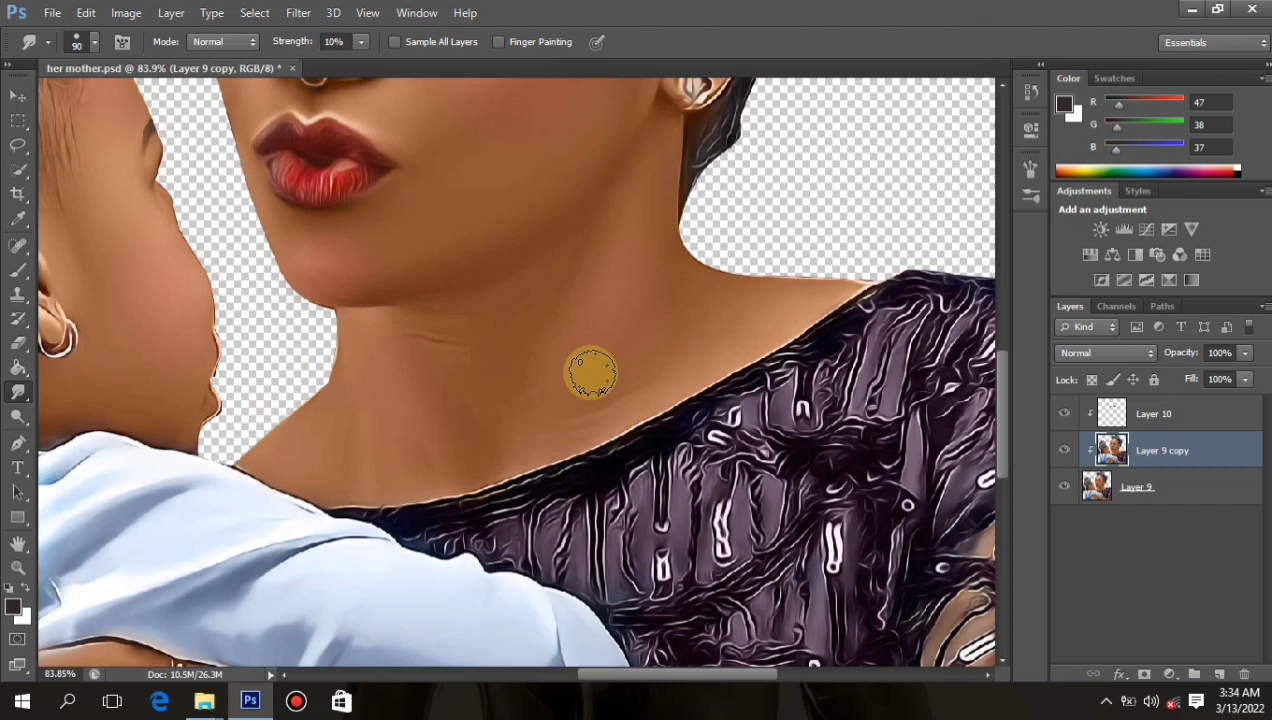 Ps File Edit Image Layer Type Select Filter 3D View Window Help
90 Mode: Normal Strength: 10% Sample All Layers Finger Painting Essentials
her mother.psd @ 83.9% (Layer 9 copy, RGB/8) * ×
Color Swatches
R 47
G 38
B 37
Adjustments Styles
Add an adjustment
Layers Channels Paths
Kind
Normal Opacity: 100%
Lock: Fill: 100%
Layer 10
Layer 9 copy
Layer 9
83.85% Doc: 10.5M/26.3M
Ps 3:34 AM
3/13/2022